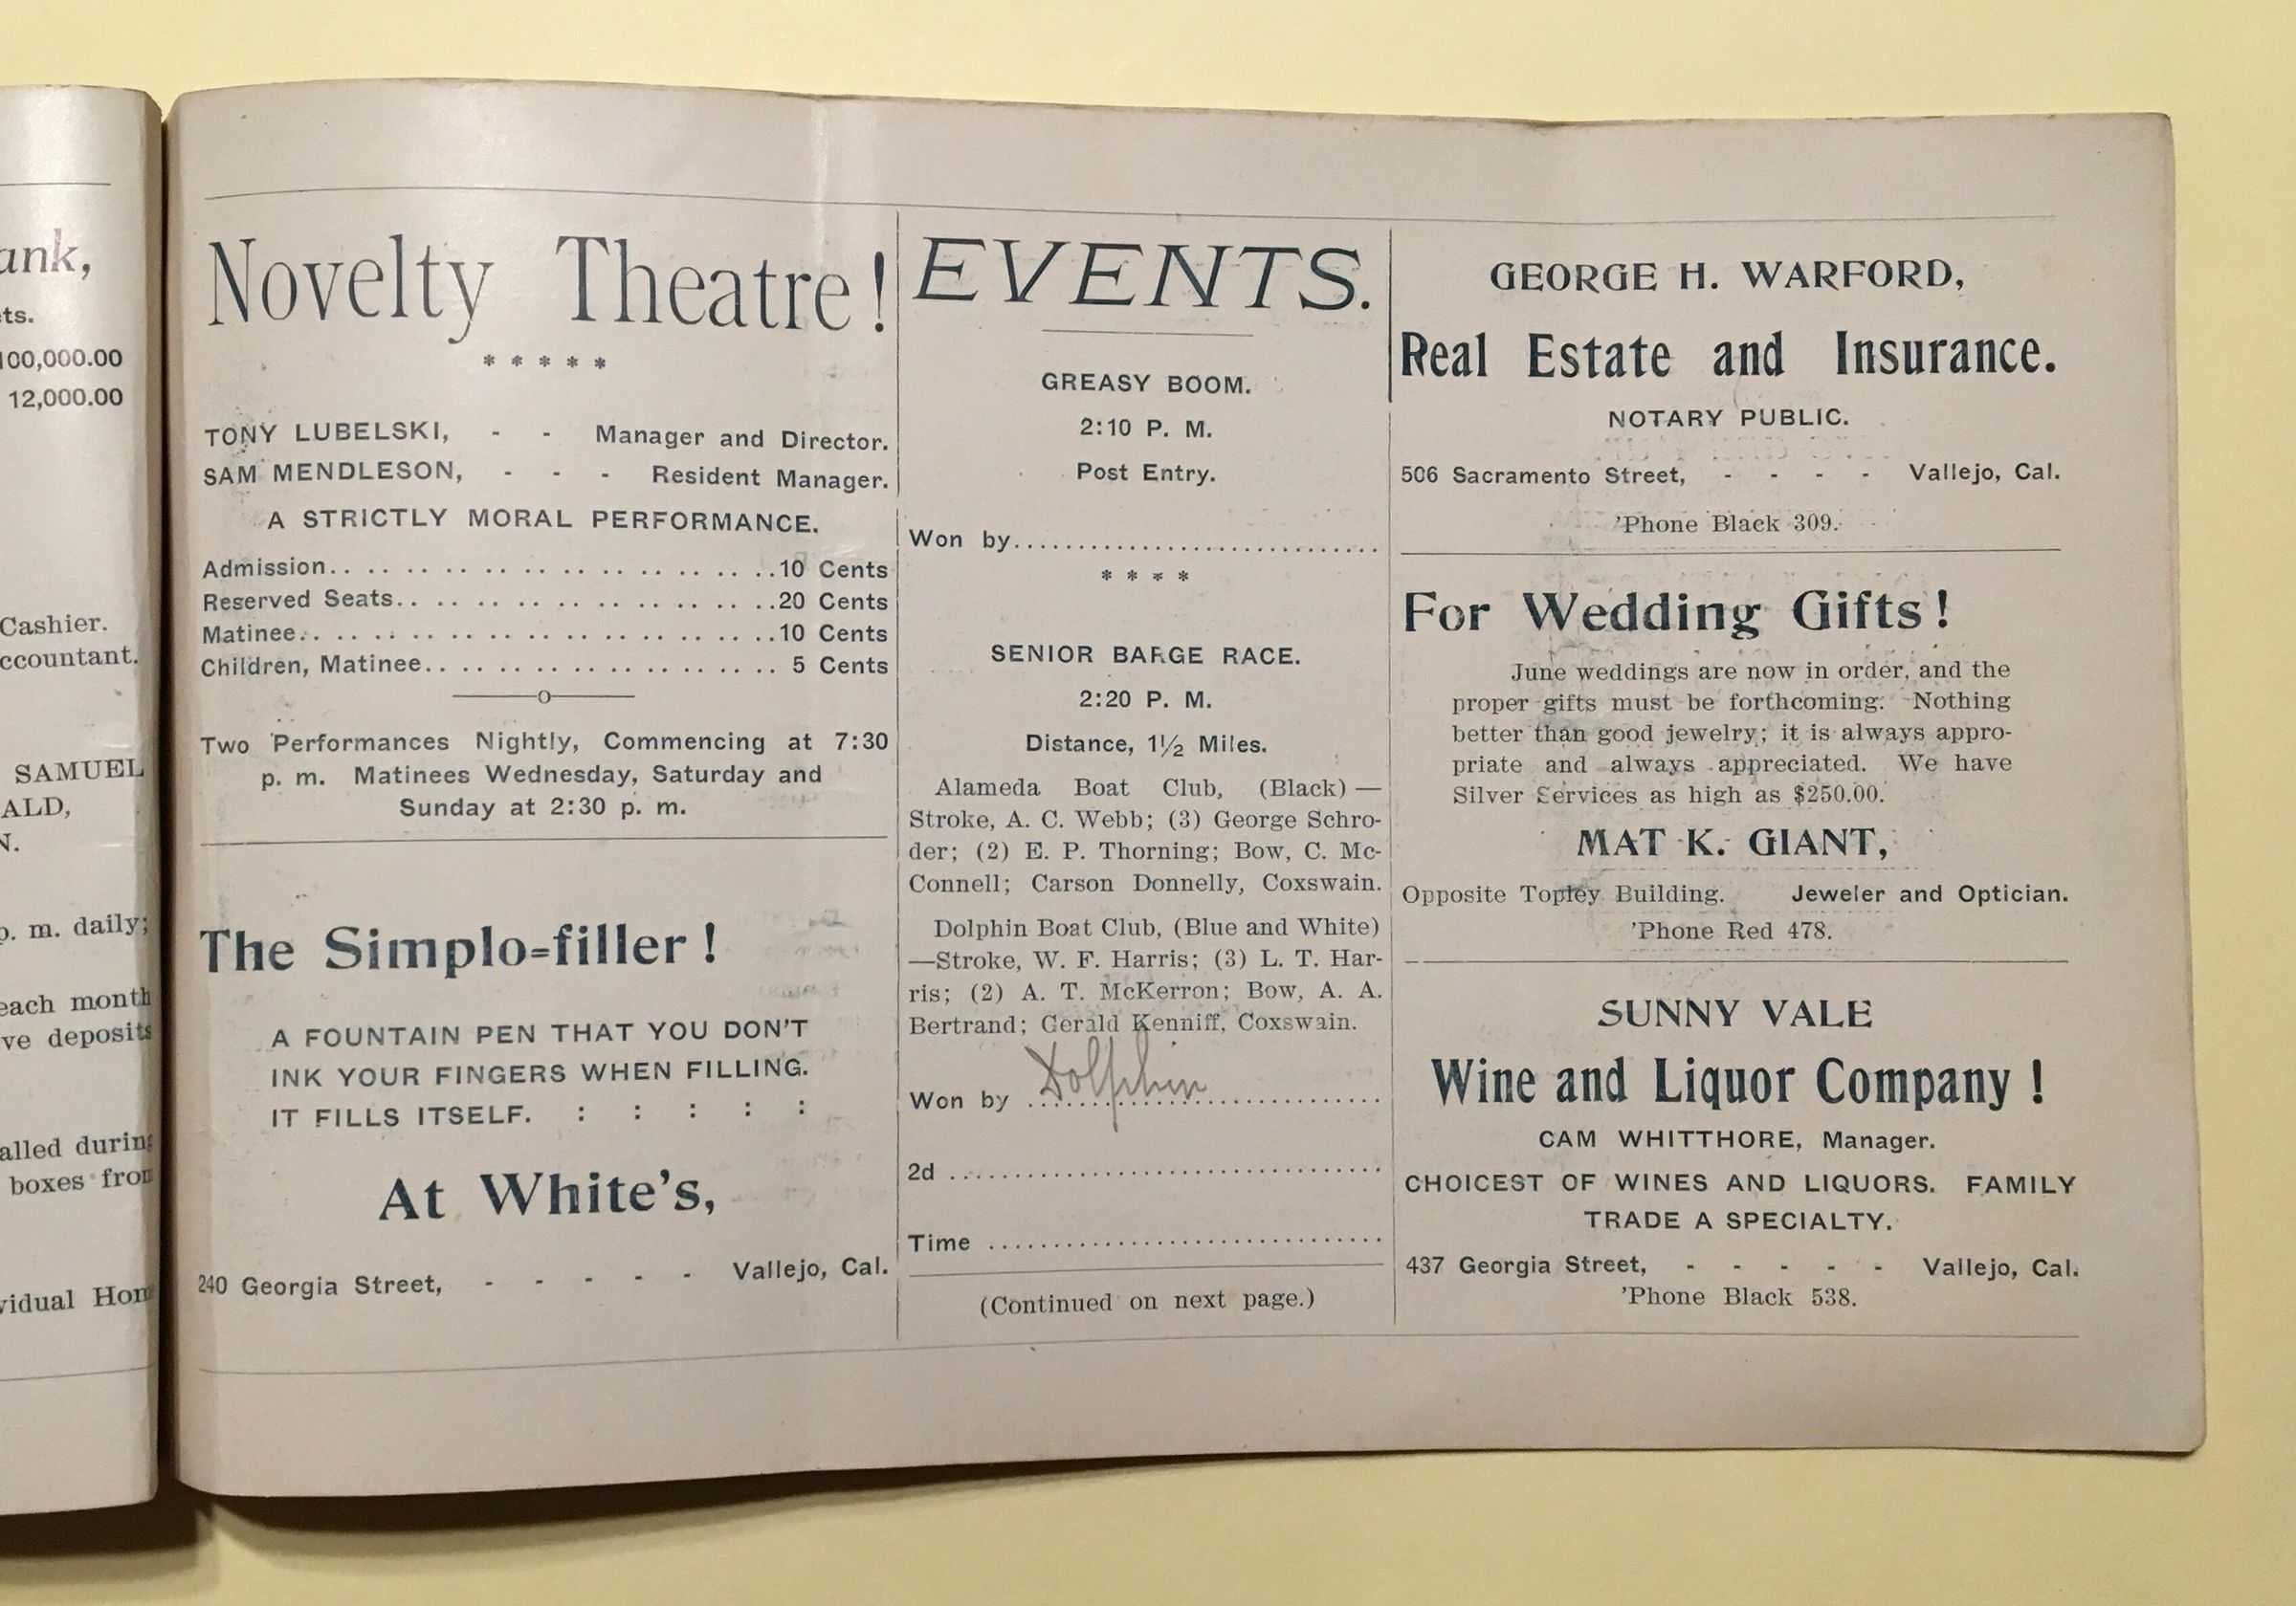 ank,
ts.
100,000.00
12,000.00
Cashier.
ccountant.
SAMUEL
ALD,
N.
p. m. daily;
each month
ve deposits
alled during
boxes from
vidual Hom
Novelty Theatre!
* * * * *
TONY LUBELSKI, - - Manager and Director.
SAM MENDLESON, - - - Resident Manager.
A STRICTLY MORAL PERFORMANCE.
Admission.. .. .. .. .. .. .. .. .. .. ..10 Cents
Reserved Seats.. .. .. .. .. .. .. .. ..20 Cents
Matinee.. .. .. .. .. .. .. .. .. .. .. ..10 Cents
Children, Matinee.. .. .. .. .. .. .. .. 5 Cents
——o——
Two Performances Nightly, Commencing at 7:30
p. m. Matinees Wednesday, Saturday and
Sunday at 2:30 p. m.
The Simplo=filler!
A FOUNTAIN PEN THAT YOU DON'T
INK YOUR FINGERS WHEN FILLING.
IT FILLS ITSELF. : : : : :
At White's,
240 Georgia Street, - - - - - Vallejo, Cal.
EVENTS.
GREASY BOOM.
2:10 P. M.
Post Entry.
Won by..............................
* * * *
SENIOR BARGE RACE.
2:20 P. M.
Distance, 1½ Miles.
Alameda Boat Club, (Black) —
Stroke, A. C. Webb; (3) George Schro-
der; (2) E. P. Thorning; Bow, C. Mc-
Connell; Carson Donnelly, Coxswain.
Dolphin Boat Club, (Blue and White)
—Stroke, W. F. Harris; (3) L. T. Har-
ris; (2) A. T. McKerron; Bow, A. A.
Bertrand; Gerald Kenniff, Coxswain.
Won by Dolphin
2d ..................................
Time ................................
(Continued on next page.)
GEORGE H. WARFORD,
Real Estate and Insurance.
NOTARY PUBLIC.
506 Sacramento Street, - - - - Vallejo, Cal.
'Phone Black 309.
For Wedding Gifts!
June weddings are now in order, and the
proper gifts must be forthcoming. Nothing
better than good jewelry; it is always appro-
priate and always appreciated. We have
Silver Services as high as $250.00.
MAT K. GIANT,
Opposite Topley Building. Jeweler and Optician.
'Phone Red 478.
SUNNY VALE
Wine and Liquor Company!
CAM WHITTHORE, Manager.
CHOICEST OF WINES AND LIQUORS. FAMILY
TRADE A SPECIALTY.
437 Georgia Street, - - - - - Vallejo, Cal.
'Phone Black 538.